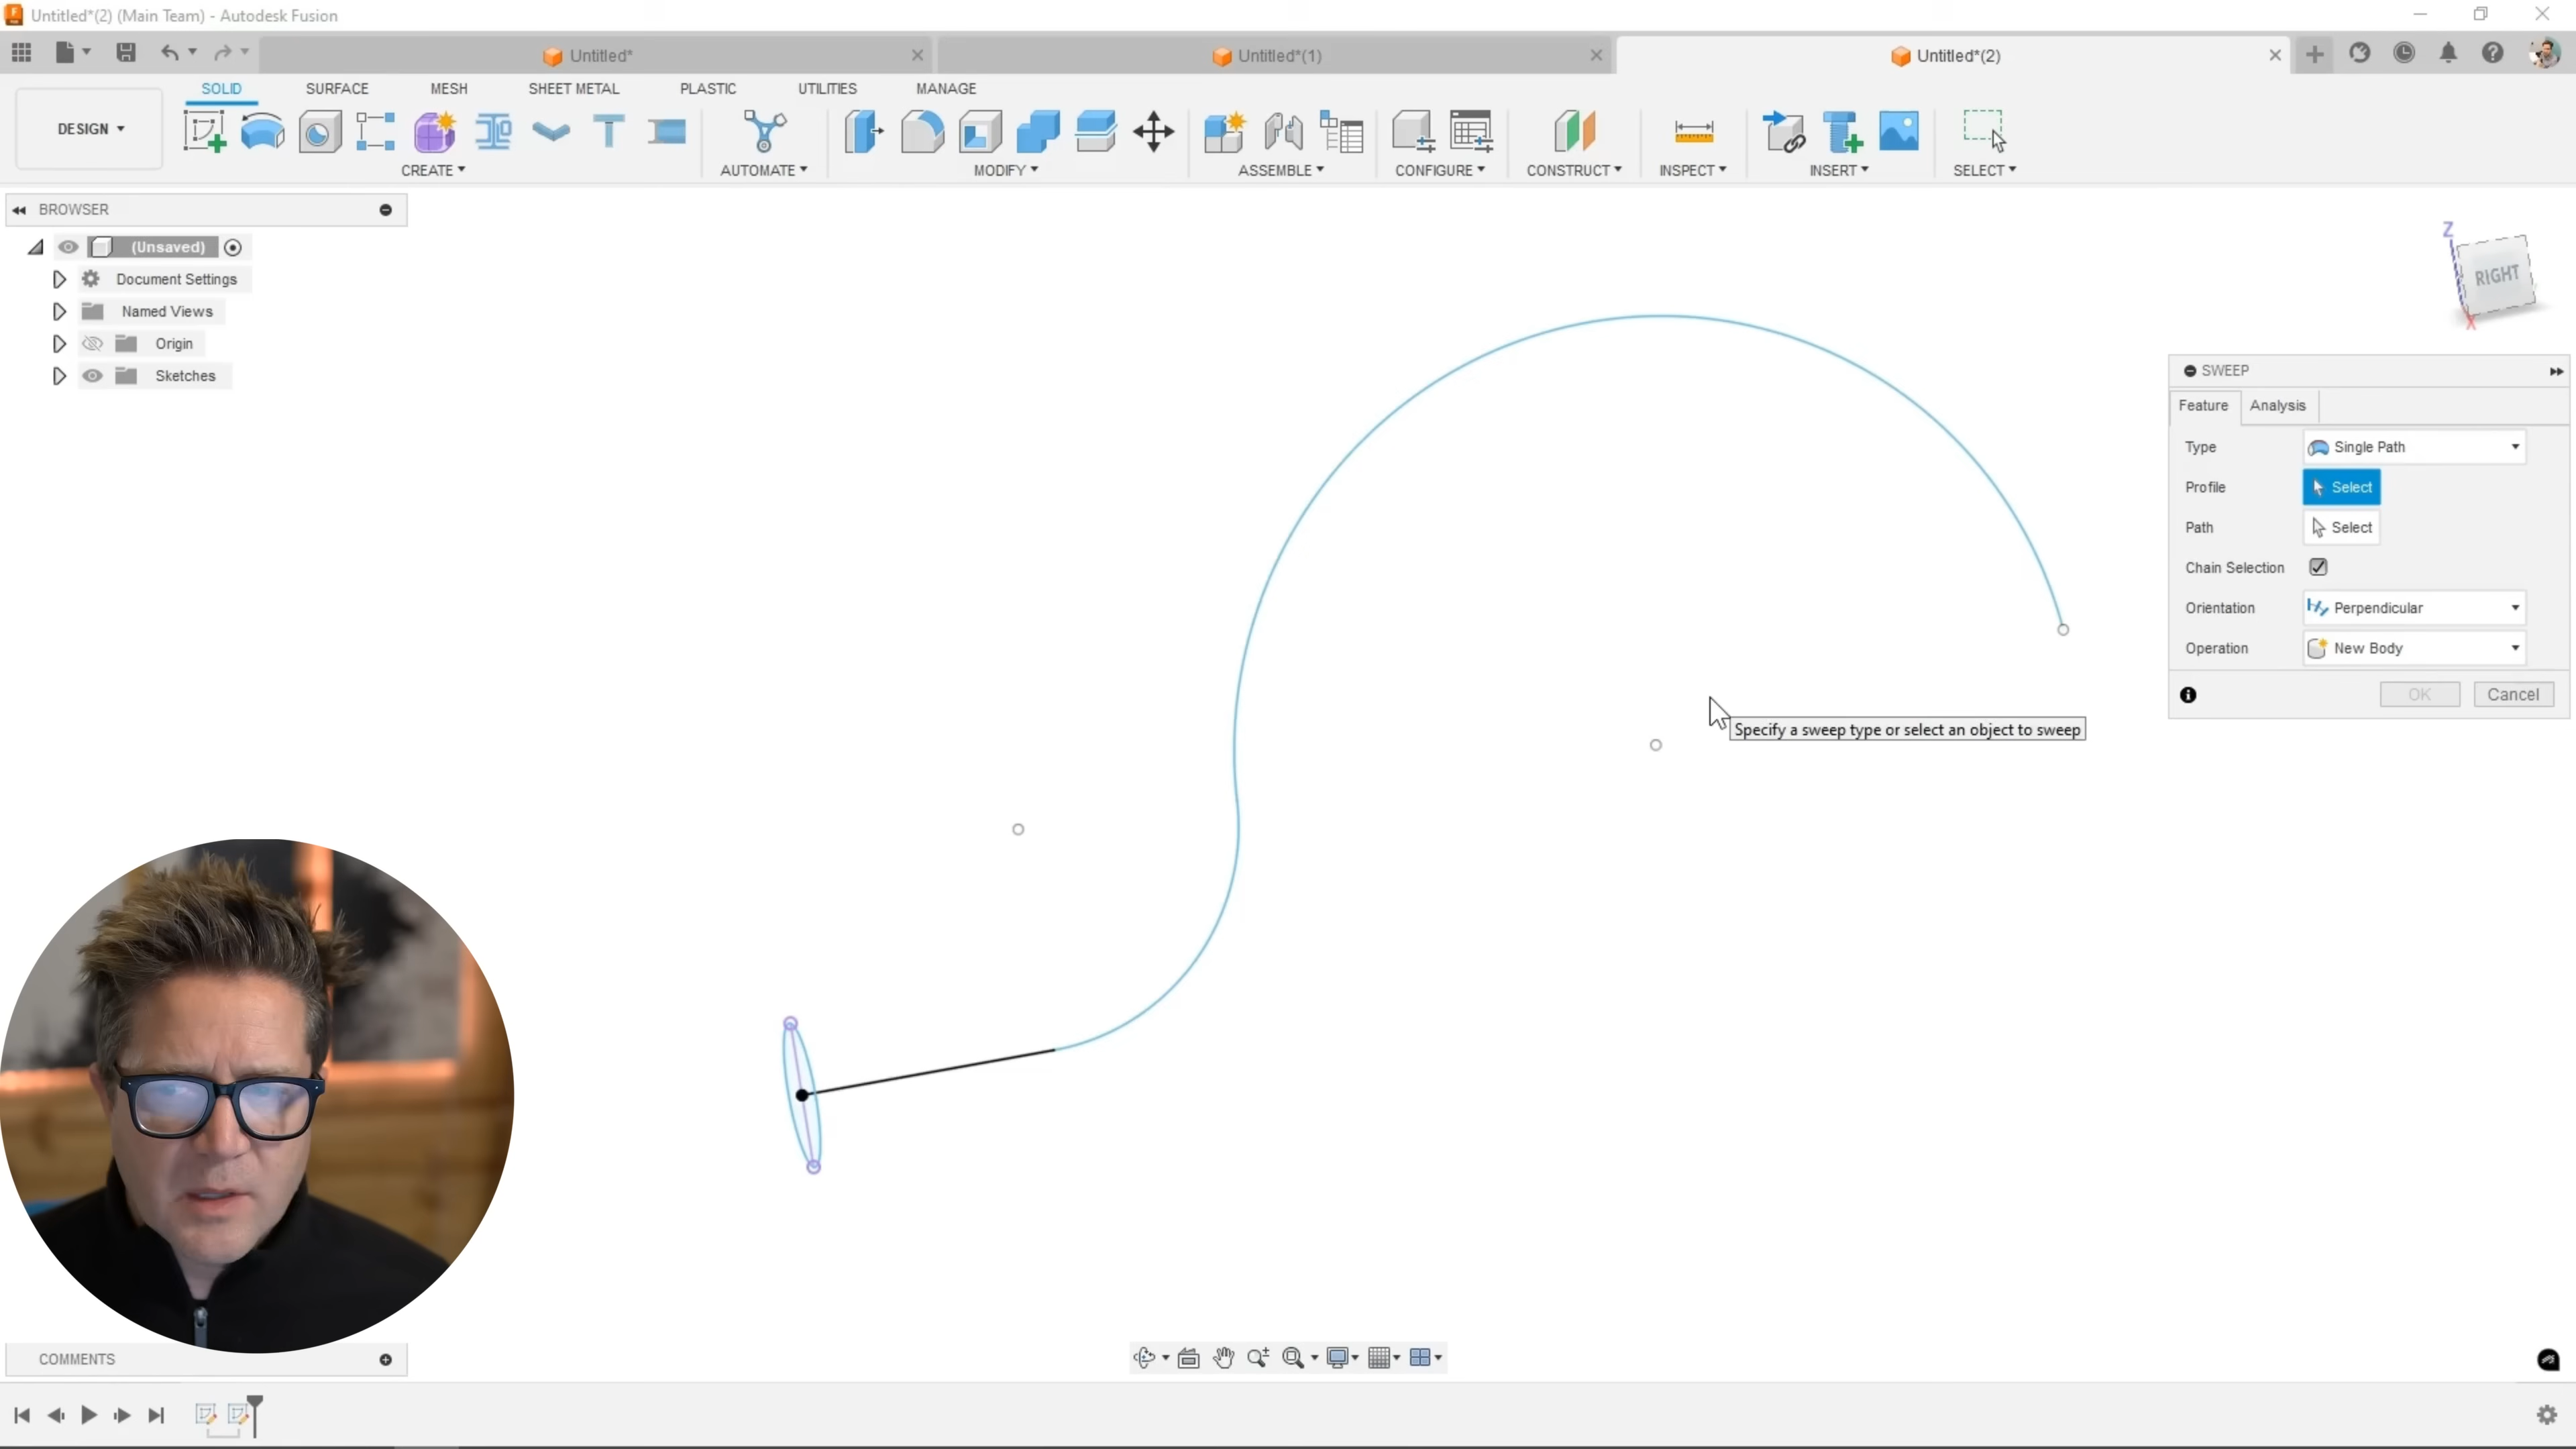 Untitled*(2) (Main Team) - Autodesk Fusion
Untitled*
Untitled*(1)
Untitled*(2)
SOLID
SURFACE
MESH
SHEET METAL
PLASTIC
UTILITIES
MANAGE
DESIGN
CREATE
AUTOMATE
MODIFY
ASSEMBLE
CONFIGURE
CONSTRUCT
INSPECT
INSERT
SELECT
BROWSER
(Unsaved)
Document Settings
Named Views
Origin
Sketches
Z
RIGHT
X
SWEEP
Feature Analysis
Type Single Path
Profile Select
Path Select
Chain Selection
Orientation Perpendicular
Operation New Body
OK Cancel
Specify a sweep type or select an object to sweep
COMMENTS